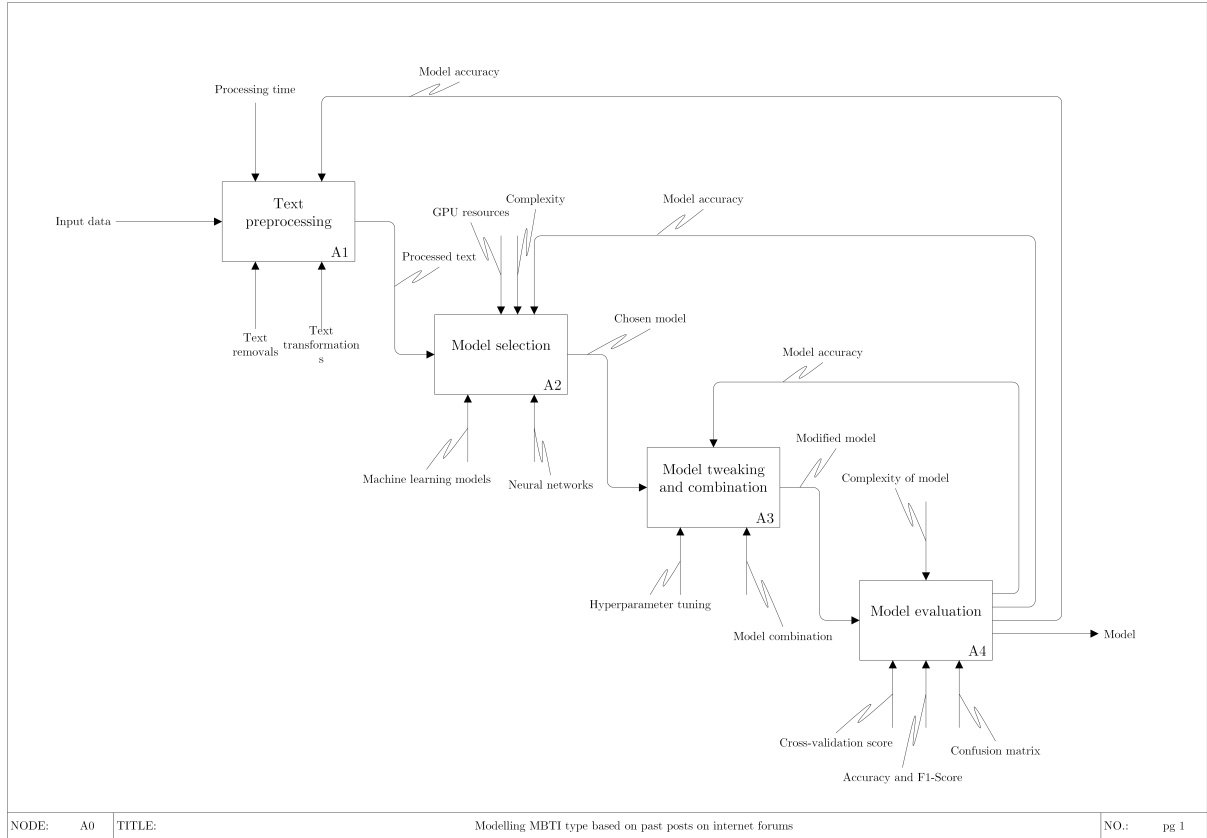 Model accuracy
Processing time
Text
preprocessing
A1
Input data
Complexity
GPU resources
Model accuracy
Processed text
Text
removals
Text
transformation
s
Model selection
A2
Chosen model
Model accuracy
Machine learning models
Neural networks
Model tweaking
and combination
A3
Modified model
Complexity of model
Hyperparameter tuning
Model combination
Model evaluation
A4
Model
Cross-validation score
Accuracy and F1-Score
Confusion matrix
NODE: A0 TITLE: Modelling MBTI type based on past posts on internet forums NO.: pg 1